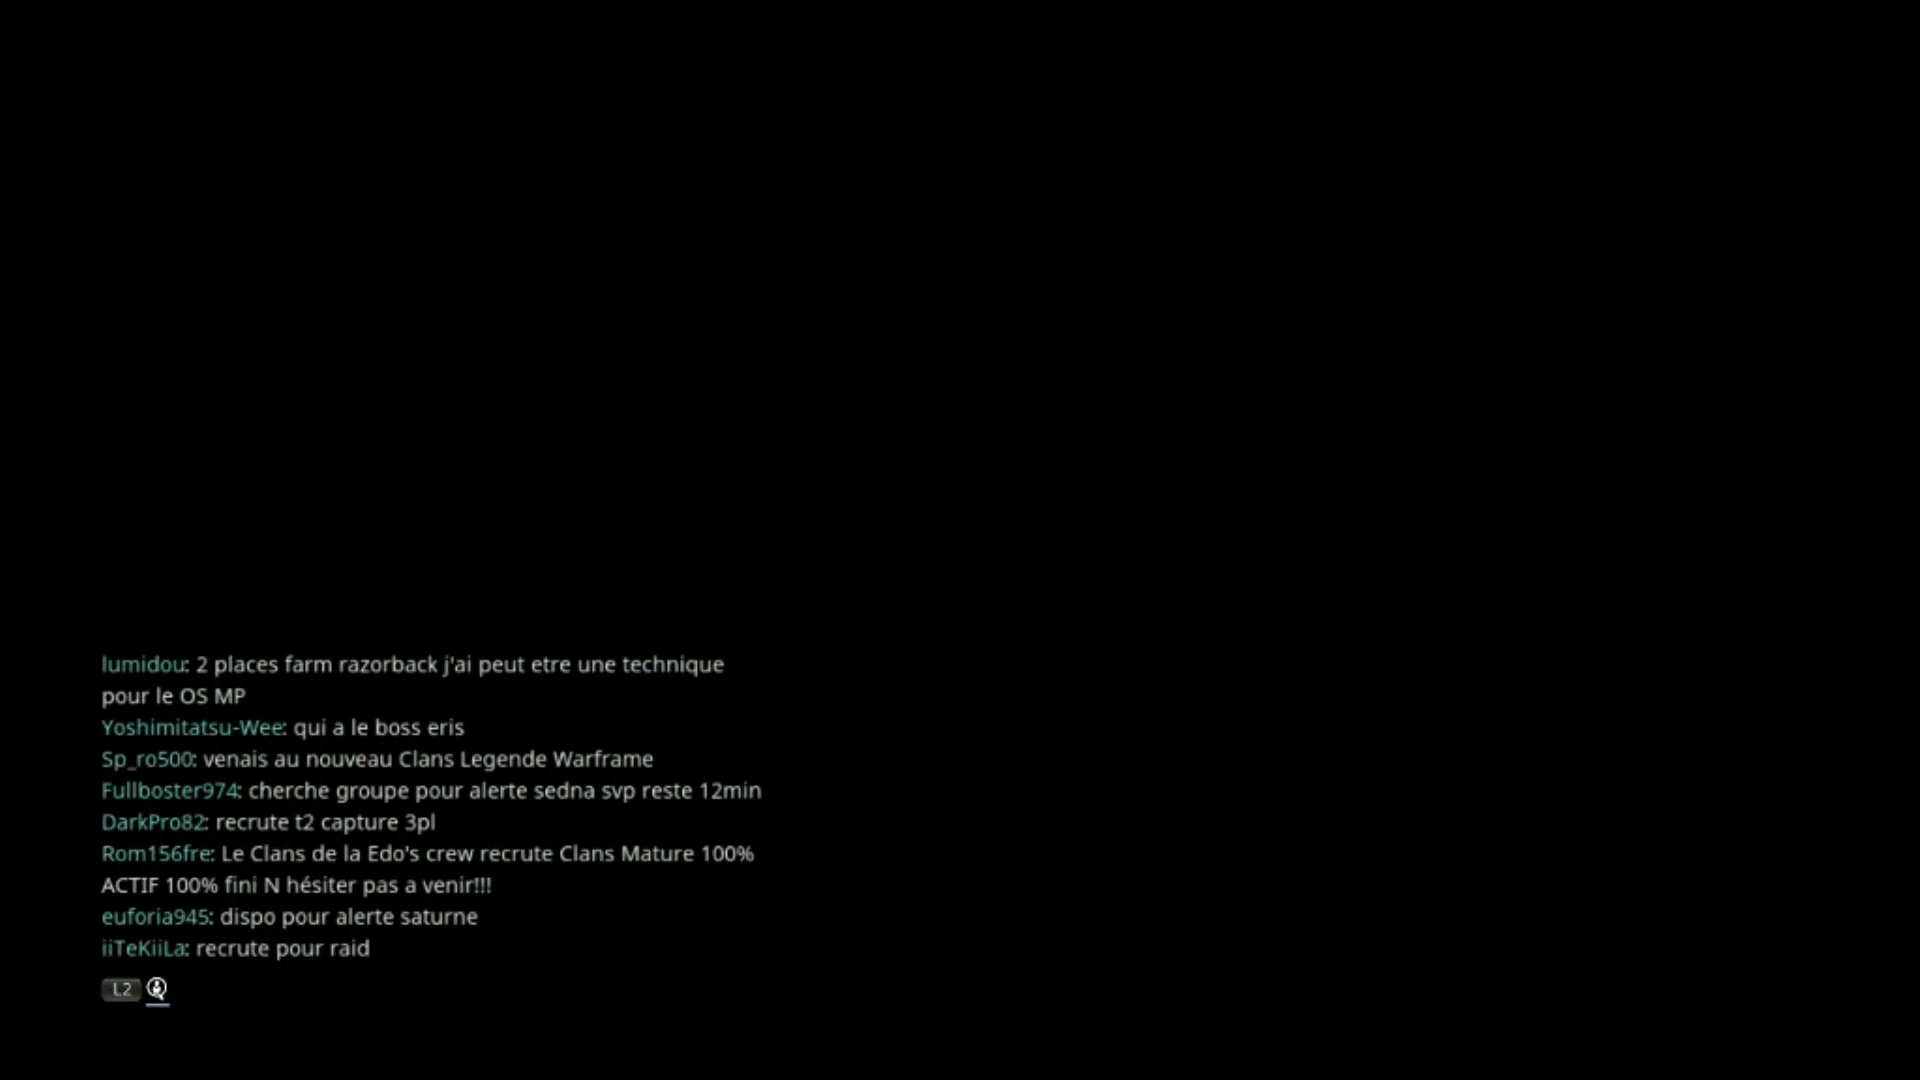 lumidou: 2 places farm razorback j'ai peut etre une technique
pour le OS MP
Yoshimitatsu-Wee: qui a le boss eris
Sp_ro500: venais au nouveau Clans Legende Warframe
Fullboster974: cherche groupe pour alerte sedna svp reste 12min
DarkPro82: recrute t2 capture 3pl
Rom156fre: Le Clans de la Edo's crew recrute Clans Mature 100%
ACTIF 100% fini N hésiter pas a venir!!!
euforia945: dispo pour alerte saturne
iiTeKiiLa: recrute pour raid
L2